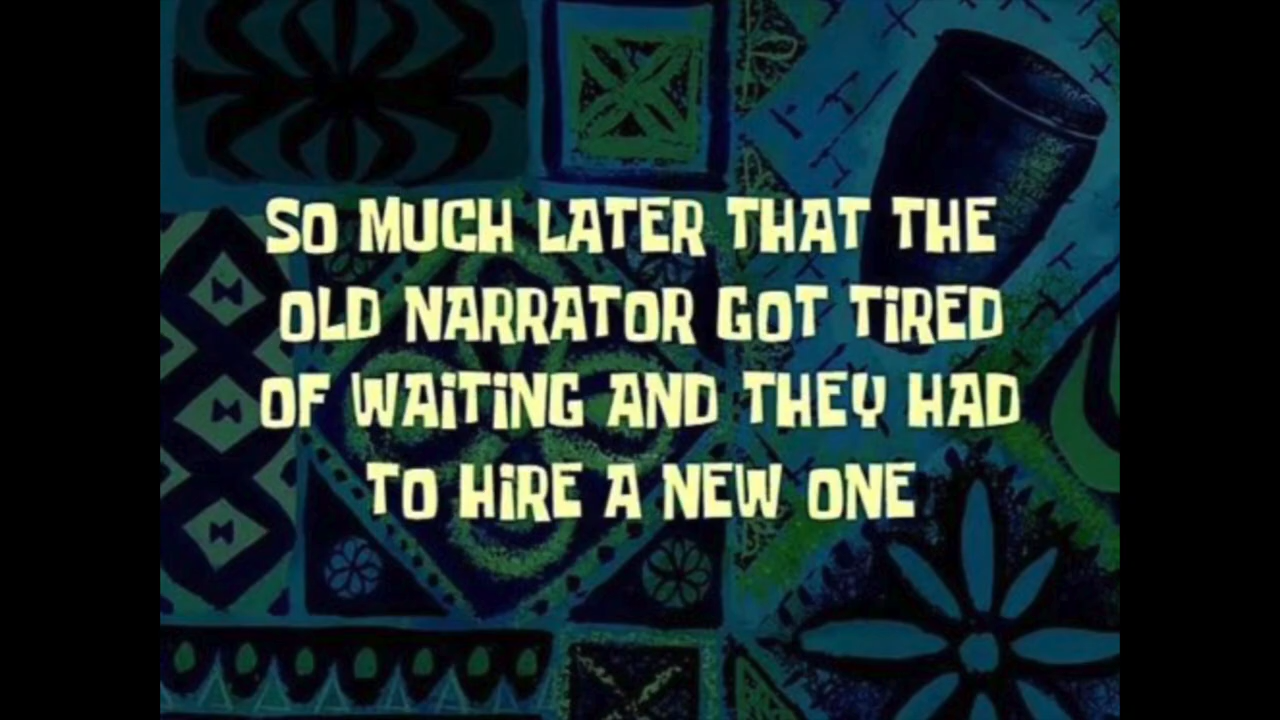 SO MUCH LATER THAT THE
OLD NARRATOR GOT TiRED
OF WAiTiNG AND THEY HAD
TO HiRE A NEW ONE